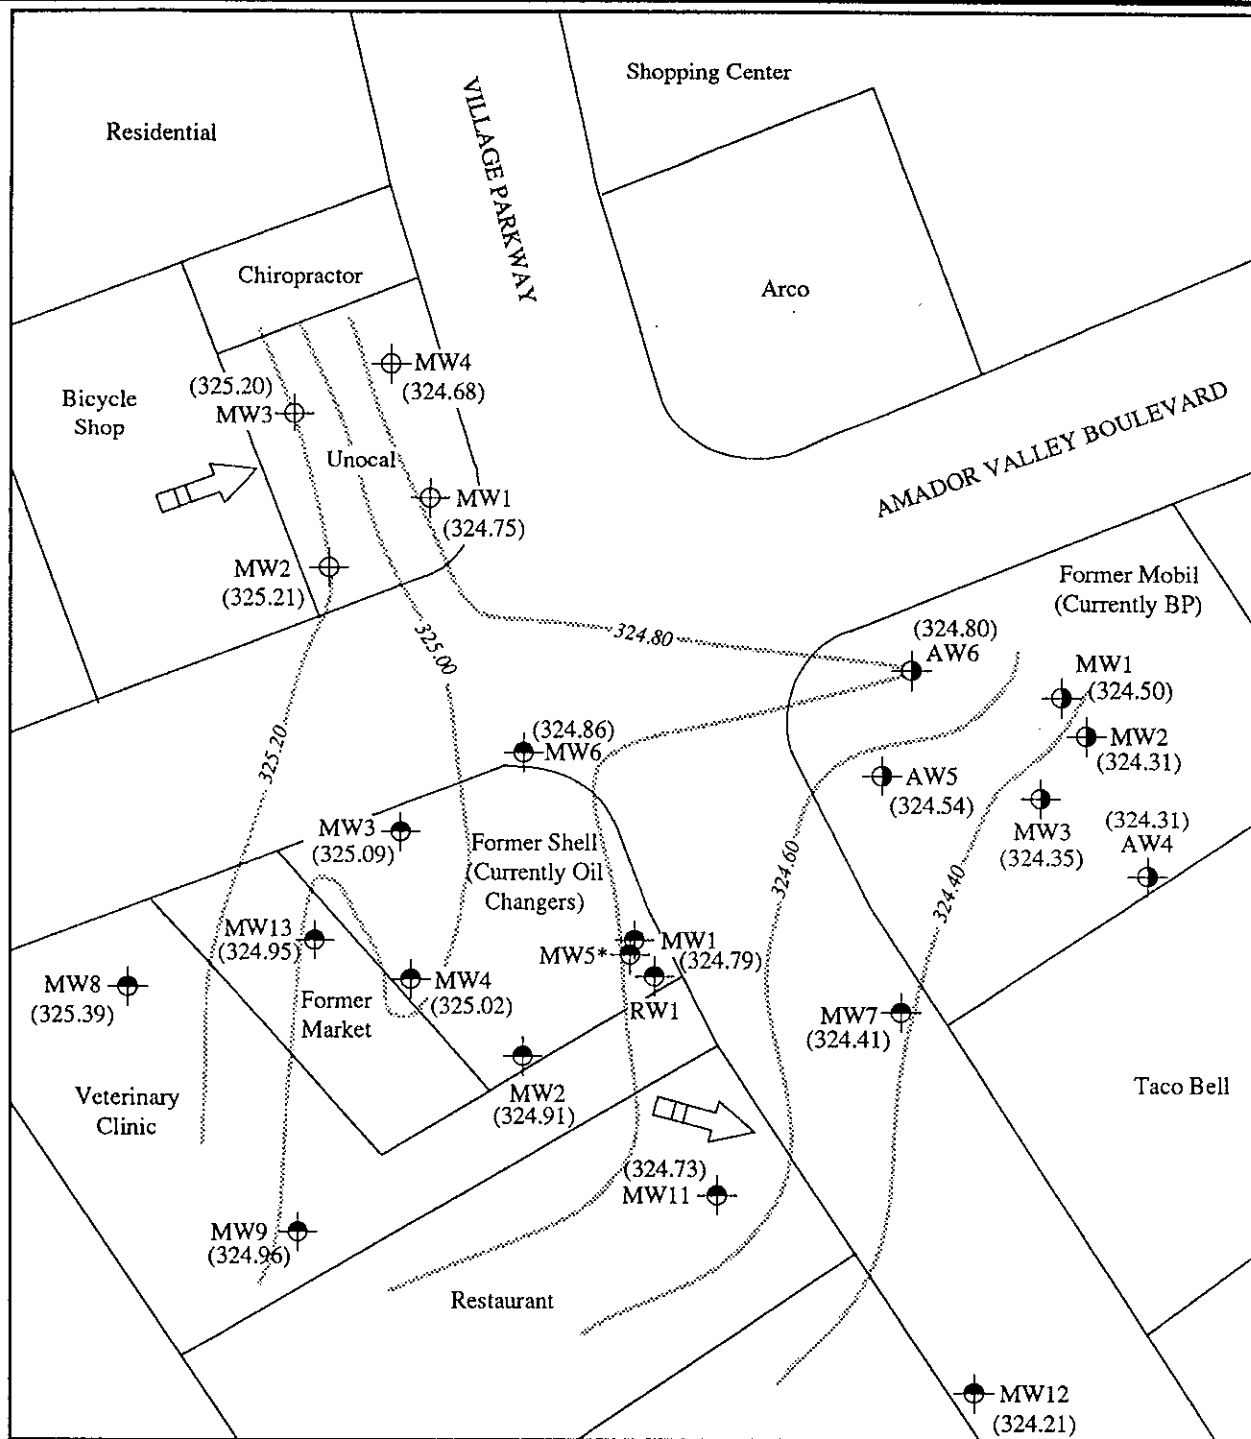 Shopping Center
Residential
VILLAGE PARKWAY
Chiropractor
Arco
MW4
(324.68)
(325.20)
MW3
Bicycle
Shop
Unocal
AMADOR VALLEY BOULEVARD
MW1
(324.75)
MW2
(325.21)
Former Mobil
(Currently BP)
324.80
325.00
(324.80)
AW6
MW1
(324.50)
325.20
(324.86)
MW6
MW2
(324.31)
AW5
(324.54)
MW3
(325.09)
Former Shell
(Currently Oil
Changers)
MW3
(324.35)
(324.31)
AW4
324.60
324.40
MW13
(324.95)
MW5*
MW1
(324.79)
MW8
(325.39)
MW4
(325.02)
Former
Market
RW1
MW7
(324.41)
MW2
(324.91)
Veterinary
Clinic
Taco Bell
(324.73)
MW11
MW9
(324.96)
Restaurant
MW12
(324.21)